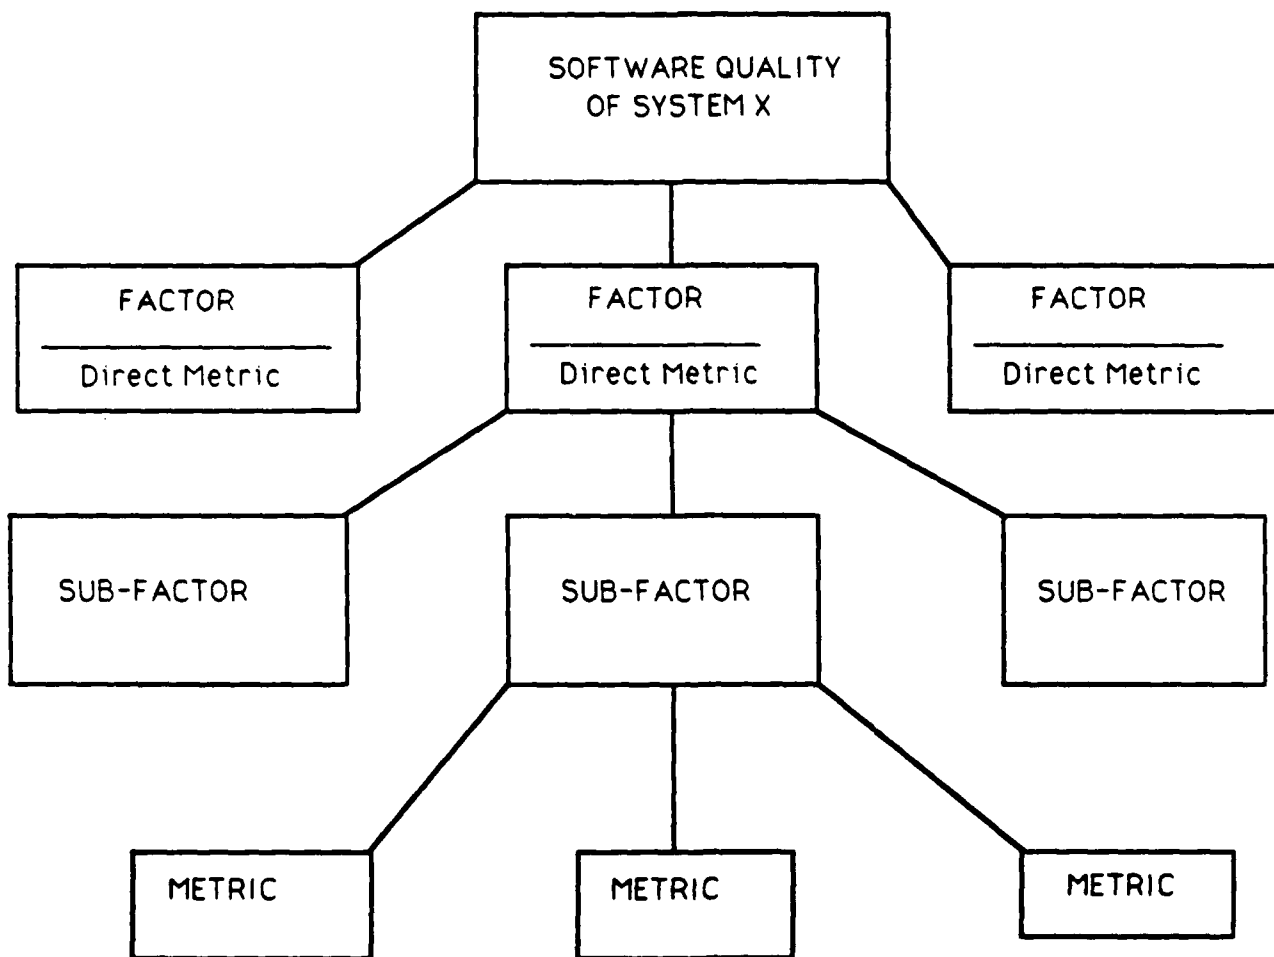 SOFTWARE QUALITY
OF SYSTEM X
FACTOR
Direct Metric
FACTOR
Direct Metric
FACTOR
Direct Metric
SUB-FACTOR
SUB-FACTOR
SUB-FACTOR
METRIC
METRIC
METRIC